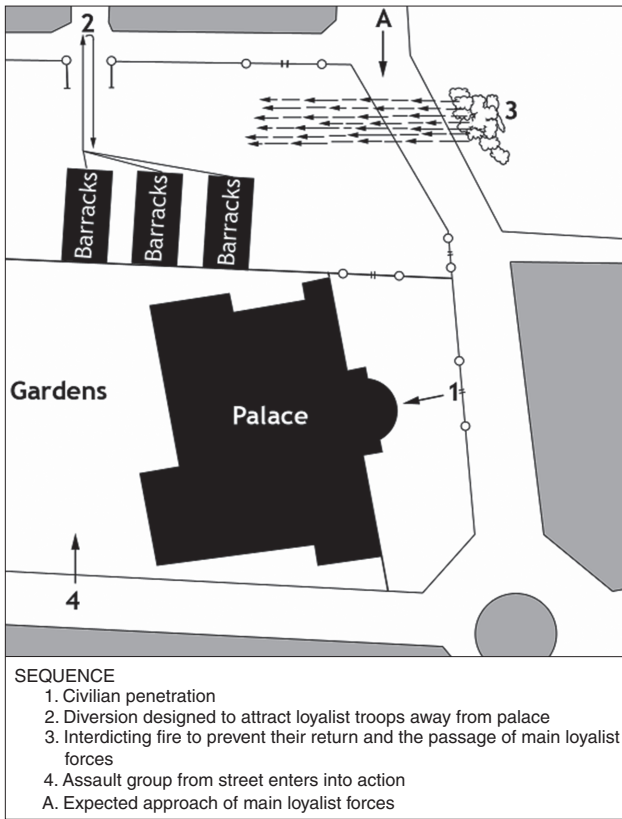 2
A
3
Barracks
Barracks
Barracks
Gardens
Palace
1
4
SEQUENCE
1. Civilian penetration
2. Diversion designed to attract loyalist troops away from palace
3. Interdicting fire to prevent their return and the passage of main loyalist
forces
4. Assault group from street enters into action
A. Expected approach of main loyalist forces